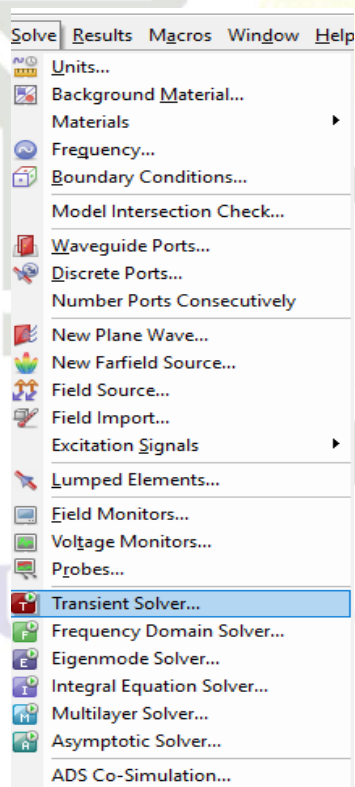 Solve Results Macros Window Help
Units...
Background Material...
Materials
Frequency...
Boundary Conditions...
Model Intersection Check...
Waveguide Ports...
Discrete Ports...
Number Ports Consecutively
New Plane Wave...
New Farfield Source...
Field Source...
Field Import...
Excitation Signals
Lumped Elements...
Field Monitors...
Voltage Monitors...
Probes...
T Transient Solver...
F Frequency Domain Solver...
E Eigenmode Solver...
I Integral Equation Solver...
M Multilayer Solver...
A Asymptotic Solver...
ADS Co-Simulation...